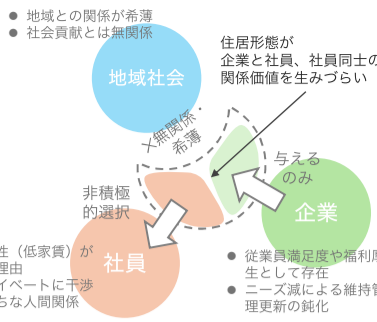 ● 地域との関係が希薄
● 社会貢献とは無関係
地域社会
住居形態が
企業と社員、社員同士の
関係価値を生みづらい
×無関係・
希薄
与える
のみ
非積極
的選択
企業
社員
性（低家賃）が
理由
イベートに干渉
ちな人間関係
● 従業員満足度や福利厚
生として存在
● ニーズ減による維持管
理更新の鈍化